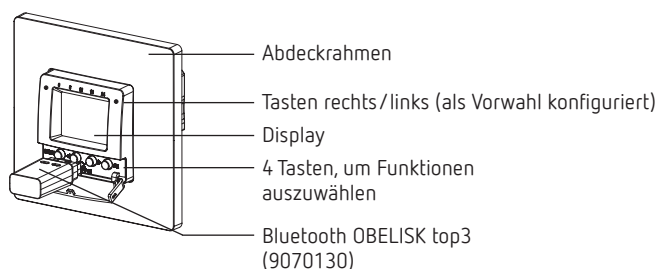 Abdeckrahmen
Tasten rechts/links (als Vorwahl konfiguriert)
Display
4 Tasten, um Funktionen
auszuwählen
Bluetooth OBELISK top3
(9070130)